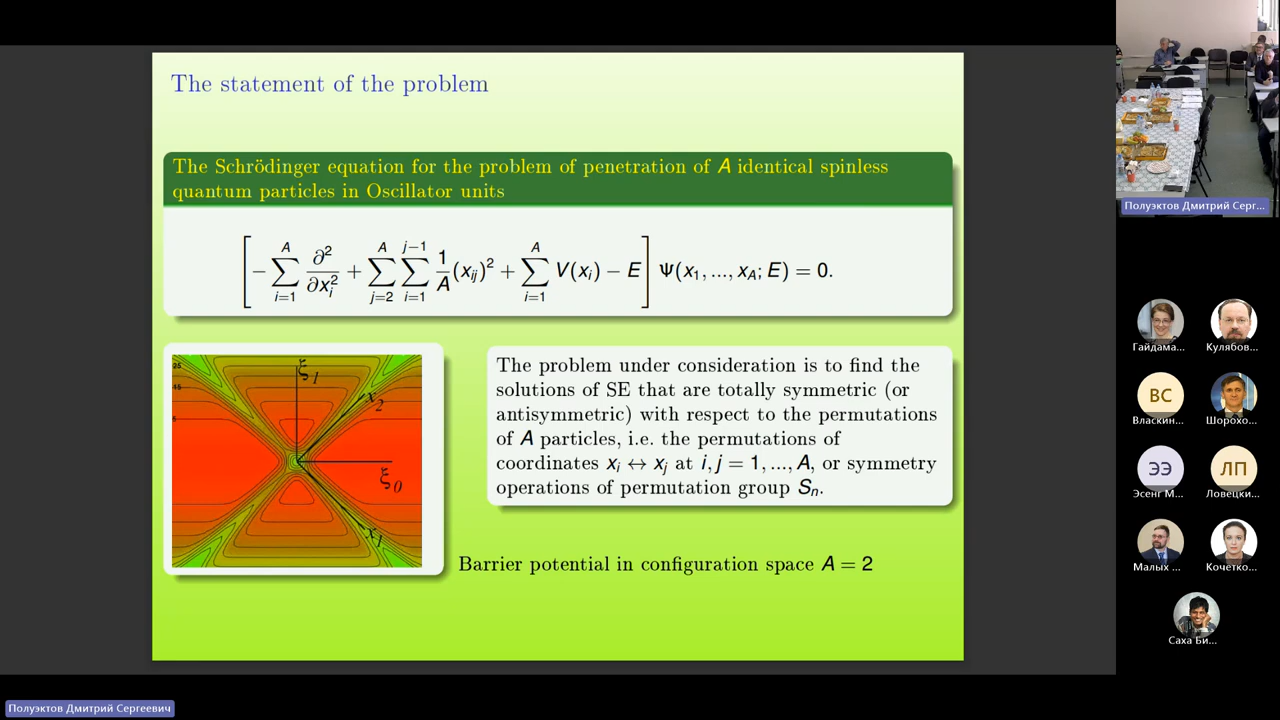 The statement of the problem
The Schrödinger equation for the problem of penetration of A identical spinless
quantum particles in Oscillator units
[−∑_{i=1}^{A} ∂²/∂x_i² + ∑_{j=2}^{A} ∑_{i=1}^{j−1} 1/A (x_{ij})² + ∑_{i=1}^{A} V(x_i) − E] Ψ(x_1, ..., x_A; E) = 0.
ξ_1
x_2
ξ_0
x_1
The problem under consideration is to find the
solutions of SE that are totally symmetric (or
antisymmetric) with respect to the permutations
of A particles, i.e. the permutations of
coordinates x_i ↔ x_j at i, j = 1, ..., A, or symmetry
operations of permutation group S_n.
Barrier potential in configuration space A = 2
Полуэктов Дмитрий Серг...
Гайдама...
Кулябов...
ВС
Власкин...
Шорохо...
ЭЭ
Эсенг М...
ЛП
Ловецки...
Малых ...
Кочетко...
Саха Би...
Полуэктов Дмитрий Сергеевич